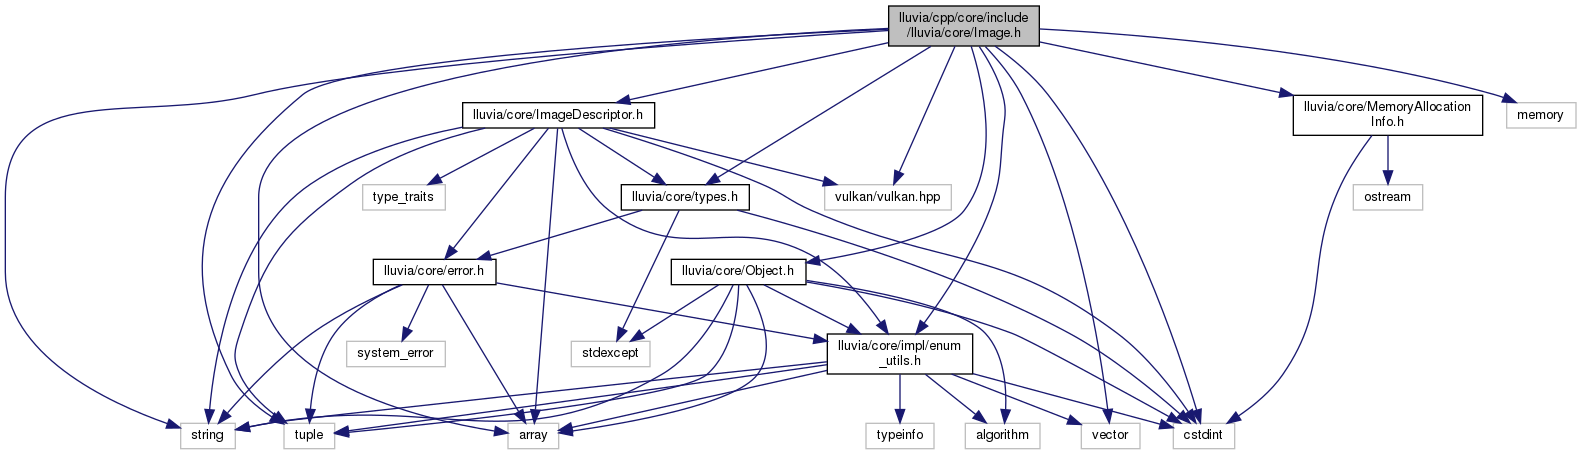 lluvia/cpp/core/include
/lluvia/core/Image.h
lluvia/core/ImageDescriptor.h
lluvia/core/MemoryAllocation
Info.h
memory
type_traits
lluvia/core/types.h
vulkan/vulkan.hpp
ostream
lluvia/core/error.h
lluvia/core/Object.h
system_error
stdexcept
lluvia/core/impl/enum
_utils.h
string
tuple
array
typeinfo
algorithm
vector
cstdint